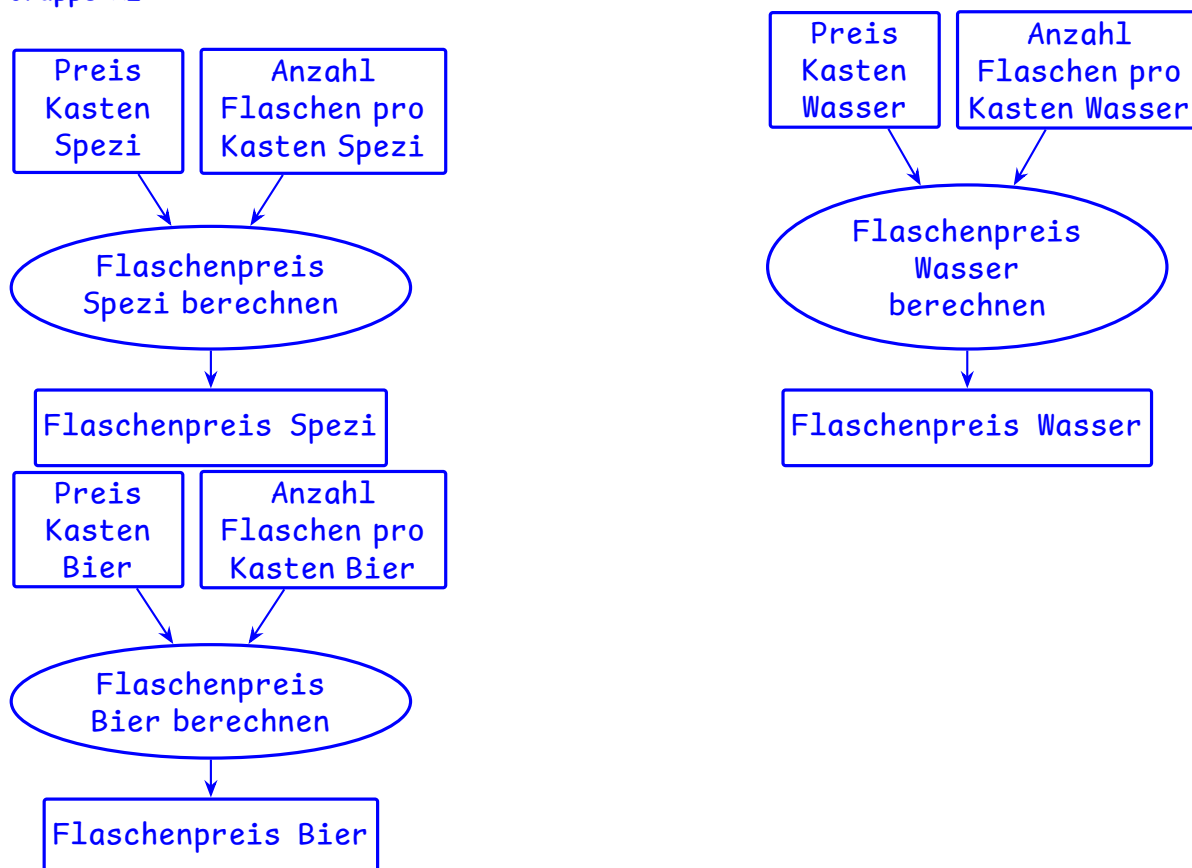 Preis
Kasten
Spezi
Anzahl
Flaschen pro
Kasten Spezi
Flaschenpreis
Spezi berechnen
Flaschenpreis Spezi
Preis
Kasten
Bier
Anzahl
Flaschen pro
Kasten Bier
Flaschenpreis
Bier berechnen
Flaschenpreis Bier
Preis
Kasten
Wasser
Anzahl
Flaschen pro
Kasten Wasser
Flaschenpreis
Wasser
berechnen
Flaschenpreis Wasser